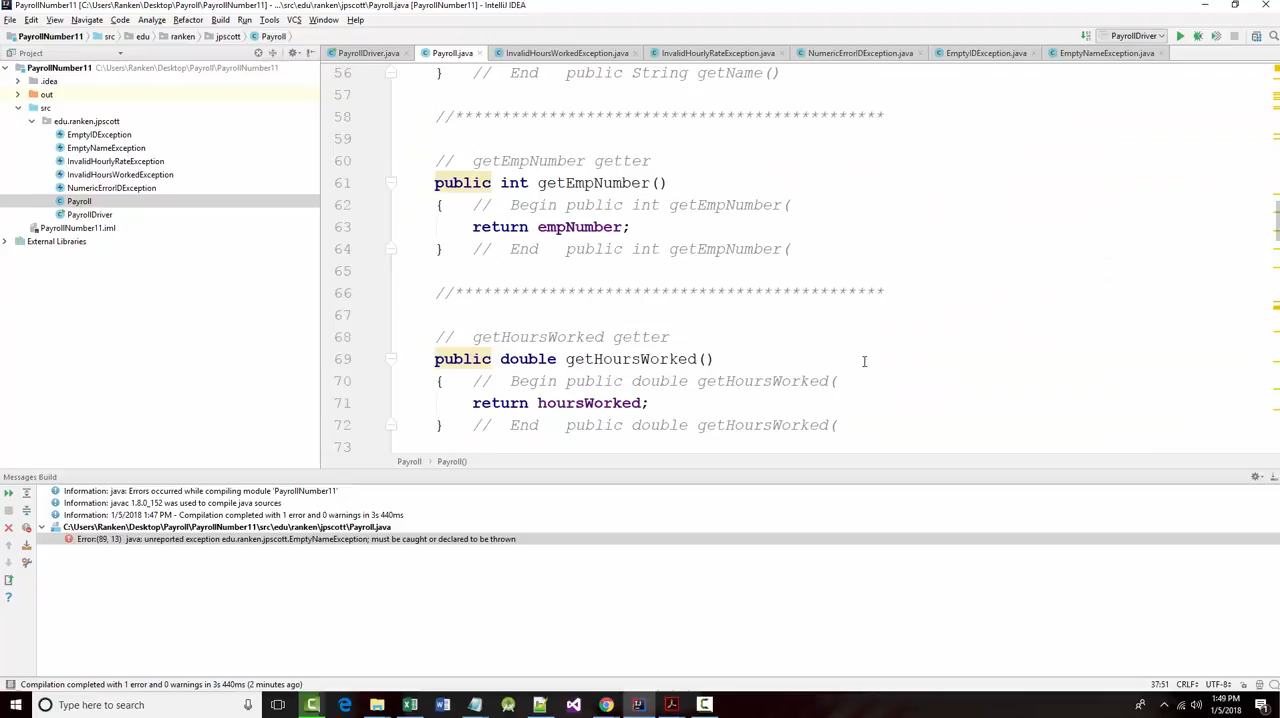 PayrollNumber11 [C:\Users\Ranken\Desktop\Payroll\PayrollNumber11] - ...\src\edu\ranken\jpscott\Payroll.java [PayrollNumber11] - IntelliJ IDEA
File Edit View Navigate Code Analyze Refactor Build Run Tools VCS Window Help
PayrollNumber11 src edu ranken jpscott Payroll PayrollDriver
Project PayrollDriver.java Payroll.java InvalidHoursWorkedException.java InvalidHourlyRateException.java NumericErrorIDException.java EmptyIDException.java EmptyNameException.java
PayrollNumber11 C:\Users\Ranken\Desktop\Payroll\PayrollNumber11
.idea
out
src
edu.ranken.jpscott
EmptyIDException
EmptyNameException
InvalidHourlyRateException
InvalidHoursWorkedException
NumericErrorIDException
Payroll
PayrollDriver
PayrollNumber11.iml
External Libraries
56 } // End public String getName()
57
58 //**********************************************
59
60 // getEmpNumber getter
61 public int getEmpNumber()
62 { // Begin public int getEmpNumber(
63 return empNumber;
64 } // End public int getEmpNumber(
65
66 //**********************************************
67
68 // getHoursWorked getter
69 public double getHoursWorked()
70 { // Begin public double getHoursWorked(
71 return hoursWorked;
72 } // End public double getHoursWorked(
73
Payroll › Payroll()
Messages Build
Information: java: Errors occurred while compiling module 'PayrollNumber11'
Information: javac 1.8.0_152 was used to compile java sources
Information: 1/5/2018 1:47 PM - Compilation completed with 1 error and 0 warnings in 3s 440ms
C:\Users\Ranken\Desktop\Payroll\PayrollNumber11\src\edu\ranken\jpscott\Payroll.java
Error:(89, 13) java: unreported exception edu.ranken.jpscott.EmptyNameException; must be caught or declared to be thrown
Compilation completed with 1 error and 0 warnings in 3s 440ms (2 minutes ago) 37:51 CRLF÷ UTF-8÷
Type here to search
1:49 PM
1/5/2018